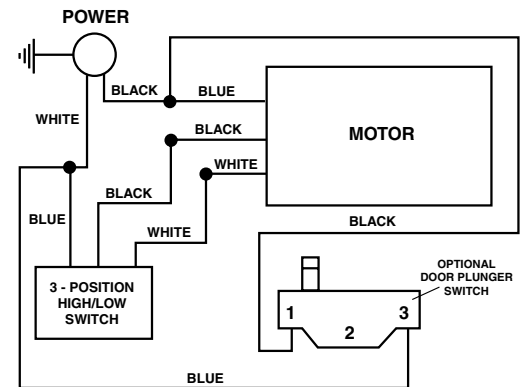 POWER
BLACK
BLUE
WHITE
BLACK
MOTOR
WHITE
BLACK
BLUE
WHITE
BLACK
3 - POSITION
HIGH/LOW
SWITCH
OPTIONAL
DOOR PLUNGER
SWITCH
1
2
3
BLUE